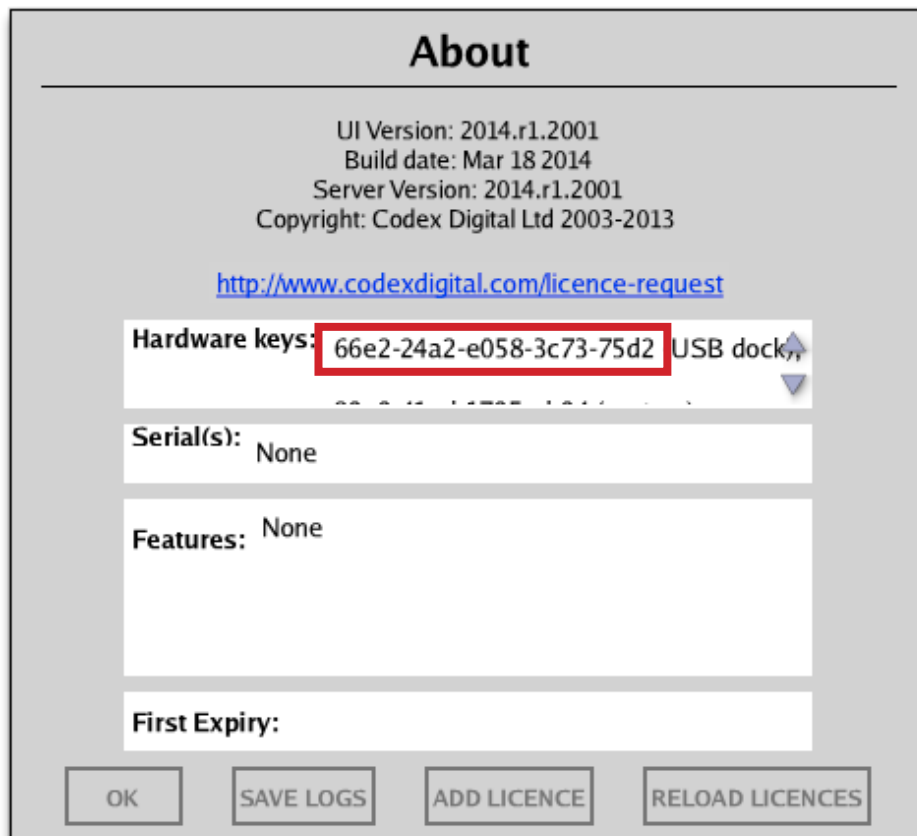 About
UI Version: 2014.r1.2001
Build date: Mar 18 2014
Server Version: 2014.r1.2001
Copyright: Codex Digital Ltd 2003-2013
http://www.codexdigital.com/licence-request
Hardware keys: 66e2-24a2-e058-3c73-75d2 USB dock),
Serial(s): None
Features: None
First Expiry:
OK SAVE LOGS ADD LICENCE RELOAD LICENCES